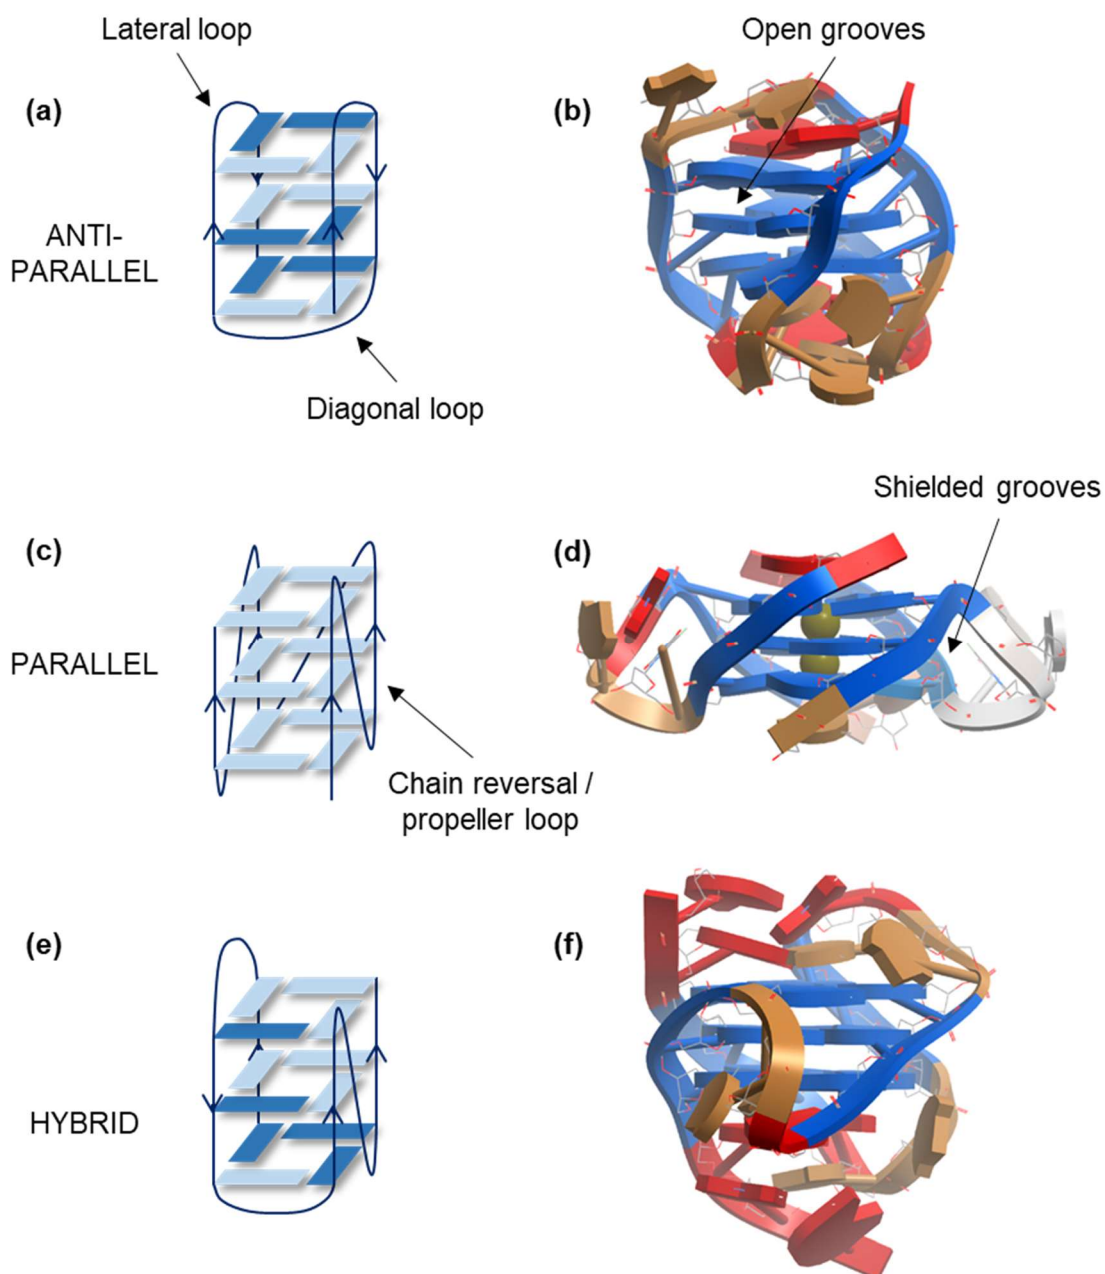 Lateral loop
Open grooves
(a)
(b)
ANTI-
PARALLEL
Diagonal loop
Shielded grooves
(c)
(d)
PARALLEL
Chain reversal /
propeller loop
(e)
(f)
HYBRID